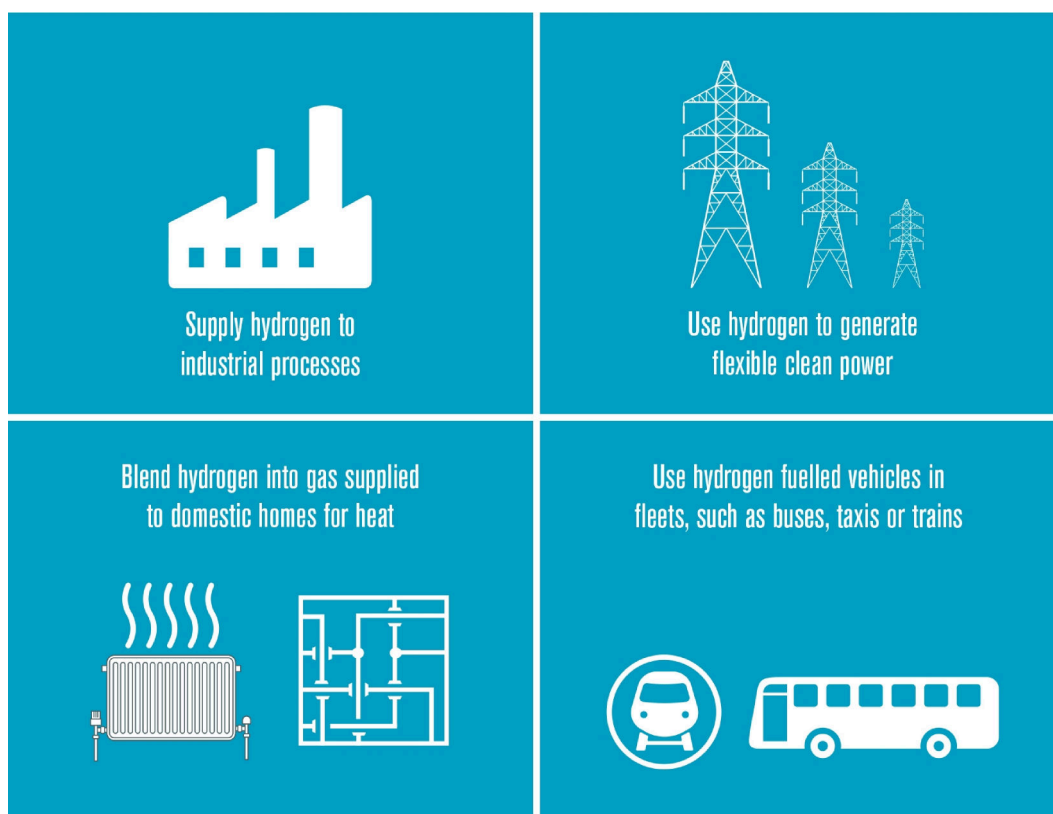 Supply hydrogen to
industrial processes
Use hydrogen to generate
flexible clean power
Blend hydrogen into gas supplied
to domestic homes for heat
Use hydrogen fuelled vehicles in
fleets, such as buses, taxis or trains